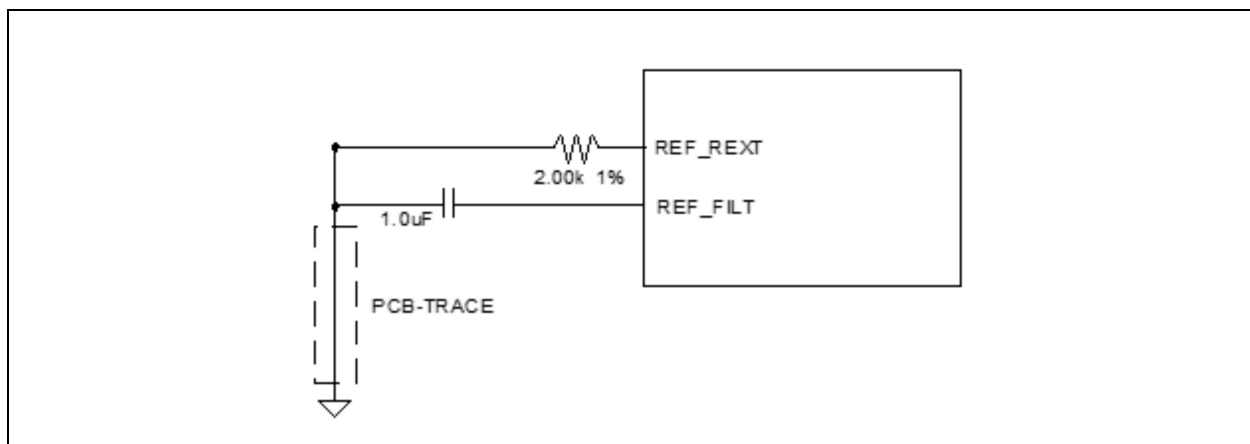 REF_REXT
2.00k 1%
REF_FILT
1.0uF
PCB-TRACE